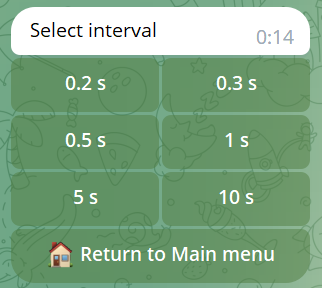 Select interval
0:14
0.2 s
0.3 s
0.5 s
1 s
5 s
10 s
🏠 Return to Main menu